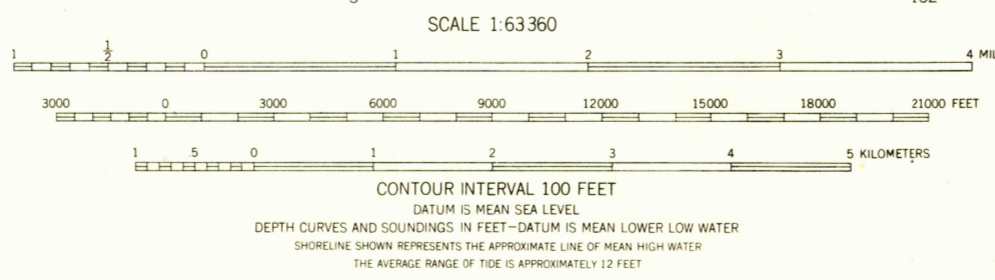 SCALE 1:63 360
1 ½ 0 1 2 3 4
3000 0 3000 6000 9000 12000 15000 18000 21000 FEET
1 .5 0 1 2 3 4 5 KILOMETERS
CONTOUR INTERVAL 100 FEET
DATUM IS MEAN SEA LEVEL
DEPTH CURVES AND SOUNDINGS IN FEET—DATUM IS MEAN LOWER LOW WATER
SHORELINE SHOWN REPRESENTS THE APPROXIMATE LINE OF MEAN HIGH WATER
THE AVERAGE RANGE OF TIDE IS APPROXIMATELY 12 FEET